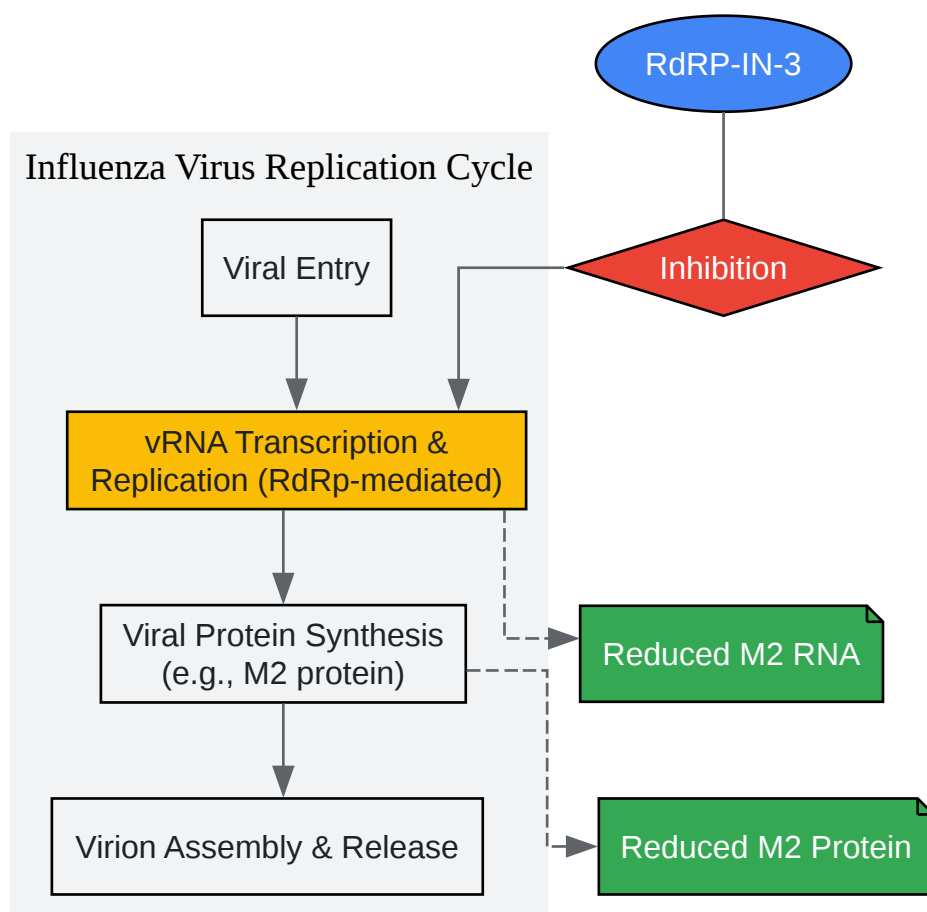 RdRP-IN-3
Influenza Virus Replication Cycle
Viral Entry
Inhibition
vRNA Transcription &
Replication (RdRp-mediated)
Viral Protein Synthesis
(e.g., M2 protein)
Reduced M2 RNA
Virion Assembly & Release
Reduced M2 Protein